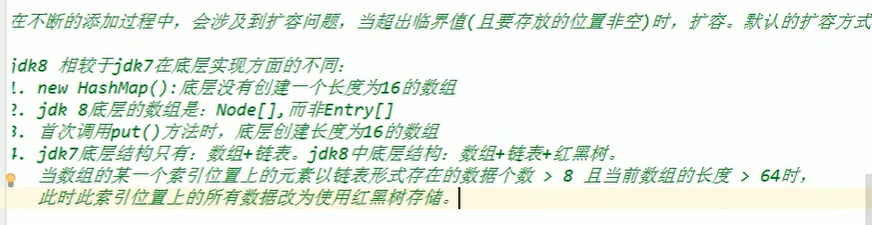 在不断的添加过程中，会涉及到扩容问题，当超出临界值(且要存放的位置非空)时，扩容。默认的扩容方式
jdk8 相较于jdk7在底层实现方面的不同：
1. new HashMap():底层没有创建一个长度为16的数组
2. jdk 8底层的数组是：Node[],而非Entry[]
3. 首次调用put()方法时，底层创建长度为16的数组
4. jdk7底层结构只有：数组+链表。jdk8中底层结构：数组+链表+红黑树。
当数组的某一个索引位置上的元素以链表形式存在的数据个数 > 8 且当前数组的长度 > 64时，
此时此索引位置上的所有数据改为使用红黑树存储。